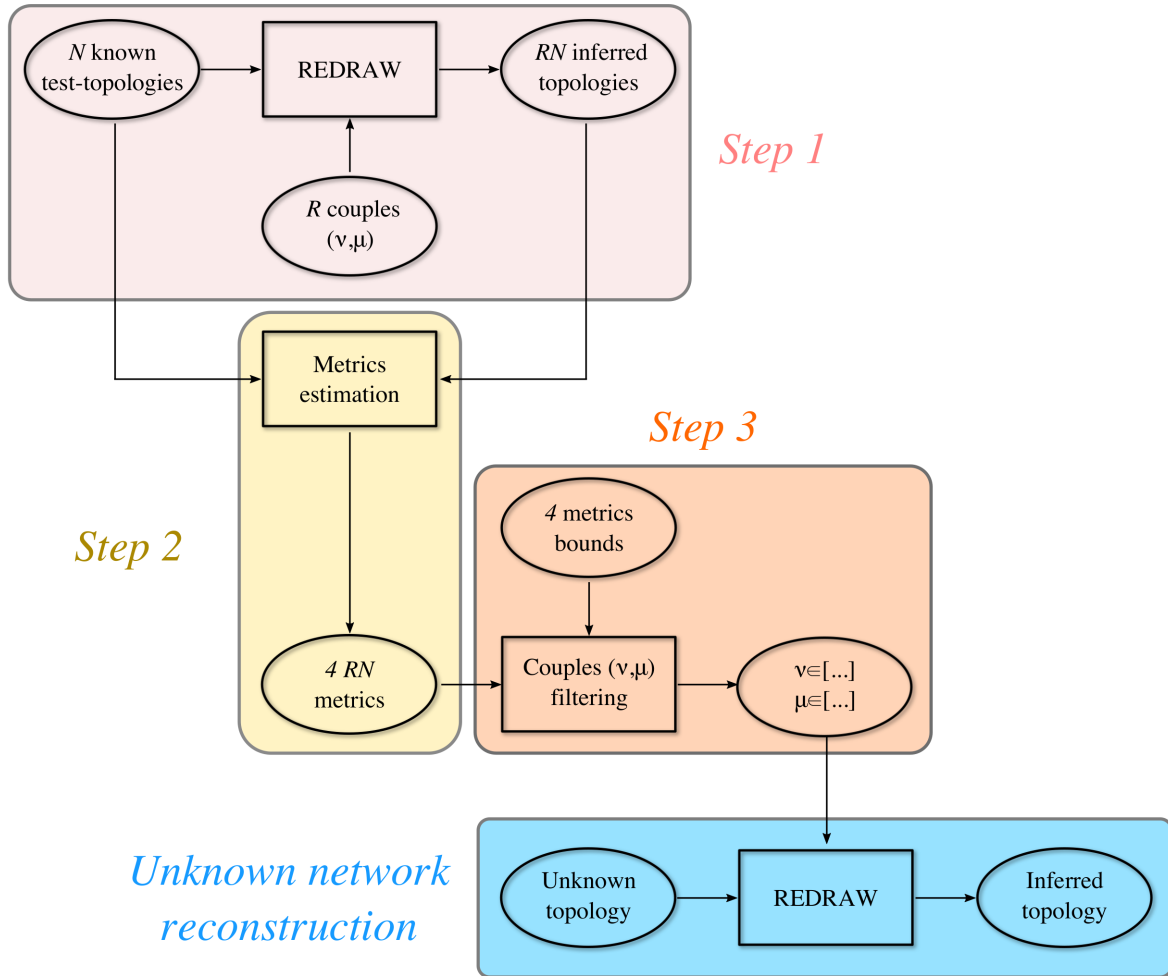 N known
test-topologies
REDRAW
RN inferred
topologies
R couples
(ν,μ)
Step 1
Metrics
estimation
Step 2
4 RN
metrics
Step 3
4 metrics
bounds
Couples (ν,μ)
filtering
ν∈[...]
μ∈[...]
Unknown network
reconstruction
Unknown
topology
REDRAW
Inferred
topology